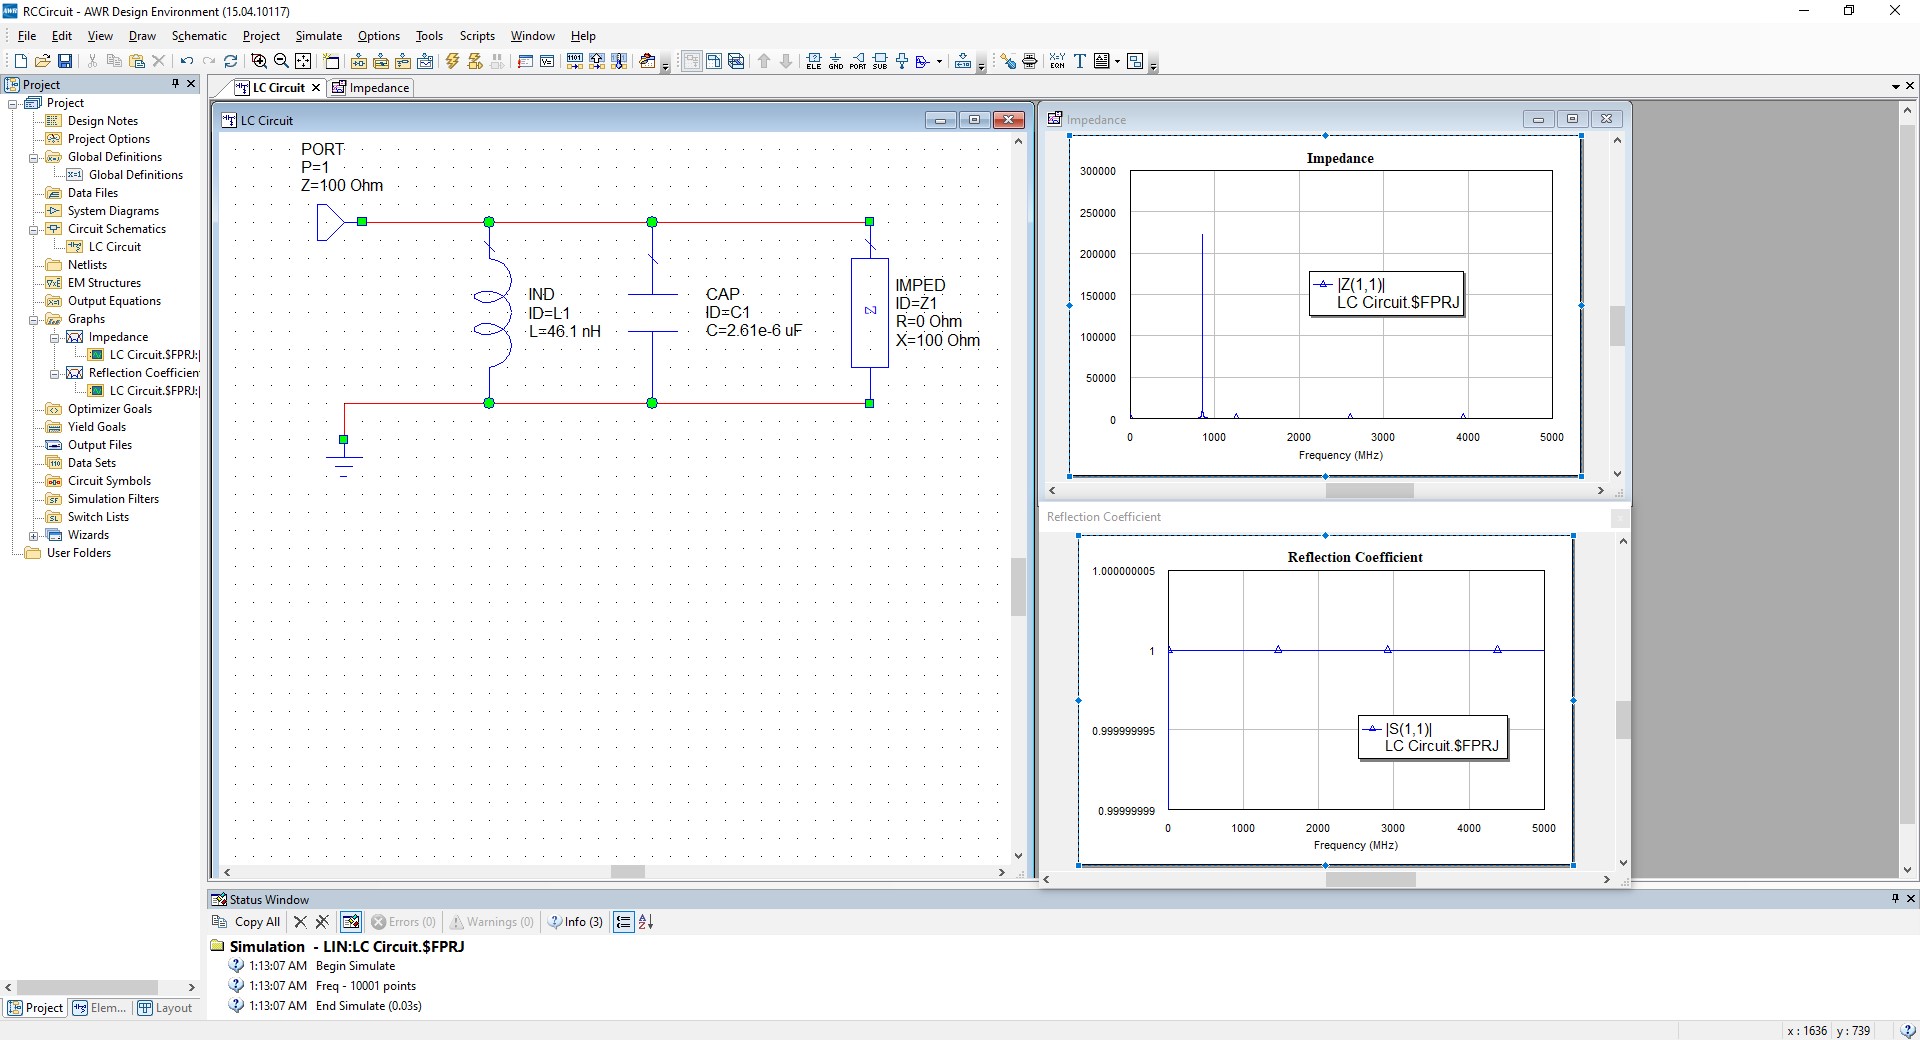 RCCircuit - AWR Design Environment (15.04.10117)
File Edit View Draw Schematic Project Simulate Options Tools Scripts Window Help
ELE GND PORT SUB X=Y EQN
Project
Project
Design Notes
Project Options
Global Definitions
Global Definitions
Data Files
System Diagrams
Circuit Schematics
LC Circuit
Netlists
EM Structures
Output Equations
Graphs
Impedance
LC Circuit.$FPRJ:|
Reflection Coefficien
LC Circuit.$FPRJ:|
Optimizer Goals
Yield Goals
Output Files
Data Sets
Circuit Symbols
Simulation Filters
Switch Lists
Wizards
User Folders
Project Elem... Layout
LC Circuit Impedance
LC Circuit
PORT
P=1
Z=100 Ohm
IND
ID=L1
L=46.1 nH
CAP
ID=C1
C=2.61e-6 uF
IMPED
ID=Z1
R=0 Ohm
X=100 Ohm
Impedance
Impedance
300000
250000
200000
150000
100000
50000
0
0 1000 2000 3000 4000 5000
Frequency (MHz)
|Z(1,1)|
LC Circuit.$FPRJ
Reflection Coefficient
Reflection Coefficient
1.000000005
1
0.999999995
0.99999999
0 1000 2000 3000 4000 5000
Frequency (MHz)
|S(1,1)|
LC Circuit.$FPRJ
Status Window
Copy All Errors (0) Warnings (0) Info (3)
Simulation - LIN:LC Circuit.$FPRJ
1:13:07 AM Begin Simulate
1:13:07 AM Freq - 10001 points
1:13:07 AM End Simulate (0.03s)
x : 1636 y : 739